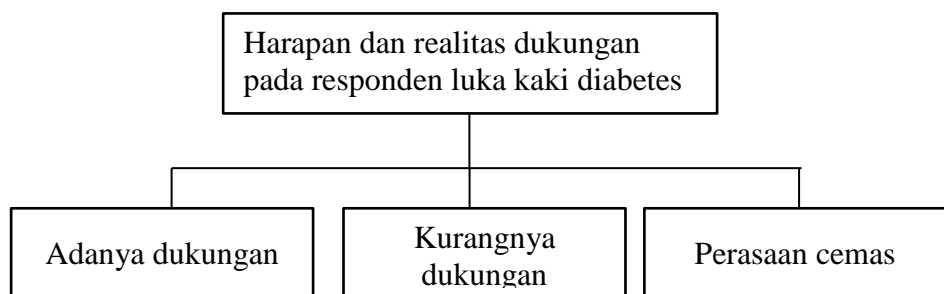 Harapan dan realitas dukungan
pada responden luka kaki diabetes
Adanya dukungan
Kurangnya
dukungan
Perasaan cemas